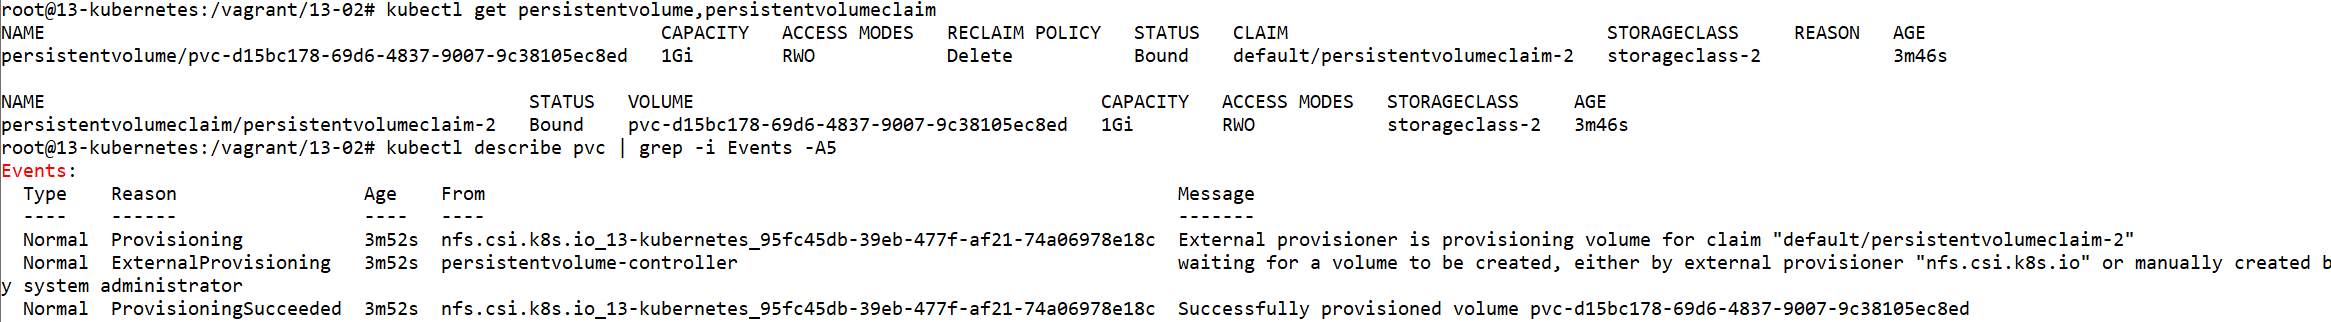 root@13-kubernetes:/vagrant/13-02# kubectl get persistentvolume,persistentvolumeclaim
NAME                                                        CAPACITY   ACCESS MODES   RECLAIM POLICY   STATUS   CLAIM                             STORAGECLASS     REASON   AGE
persistentvolume/pvc-d15bc178-69d6-4837-9007-9c38105ec8ed   1Gi        RWO            Delete           Bound    default/persistentvolumeclaim-2   storageclass-2            3m46s

NAME                                            STATUS   VOLUME                                     CAPACITY   ACCESS MODES   STORAGECLASS     AGE
persistentvolumeclaim/persistentvolumeclaim-2   Bound    pvc-d15bc178-69d6-4837-9007-9c38105ec8ed   1Gi        RWO            storageclass-2   3m46s
root@13-kubernetes:/vagrant/13-02# kubectl describe pvc | grep -i Events -A5
Events:
  Type    Reason                 Age    From                                                               Message
  ----    ------                 ----   ----                                                               -------
  Normal  Provisioning           3m52s  nfs.csi.k8s.io_13-kubernetes_95fc45db-39eb-477f-af21-74a06978e18c  External provisioner is provisioning volume for claim "default/persistentvolumeclaim-2"
  Normal  ExternalProvisioning   3m52s  persistentvolume-controller                                        waiting for a volume to be created, either by external provisioner "nfs.csi.k8s.io" or manually created b
y system administrator
  Normal  ProvisioningSucceeded  3m52s  nfs.csi.k8s.io_13-kubernetes_95fc45db-39eb-477f-af21-74a06978e18c  Successfully provisioned volume pvc-d15bc178-69d6-4837-9007-9c38105ec8ed